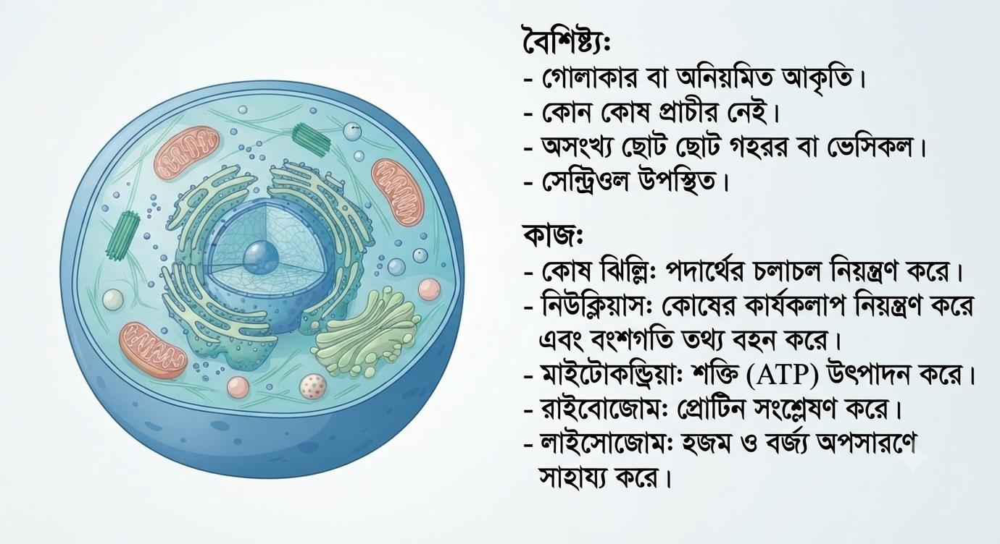 বৈশিষ্ট্য:
- গোলাকার বা অনিয়মিত আকৃতি।
- কোন কোষ প্রাচীর নেই।
- অসংখ্য ছোট ছোট গহরর বা ভেসিকল।
- সেন্ট্রিওল উপস্থিত।
কাজ:
- কোষ ঝিল্লি: পদার্থের চলাচল নিয়ন্ত্রণ করে।
- নিউক্লিয়াস: কোষের কার্যকলাপ নিয়ন্ত্রণ করে
এবং বংশগতি তথ্য বহন করে।
- মাইটোকন্ড্রিয়া: শক্তি (ATP) উৎপাদন করে।
- রাইবোজোম: প্রোটিন সংশ্লেষণ করে।
- লাইসোজোম: হজম ও বর্জ্য অপসারণে
সাহায্য করে।